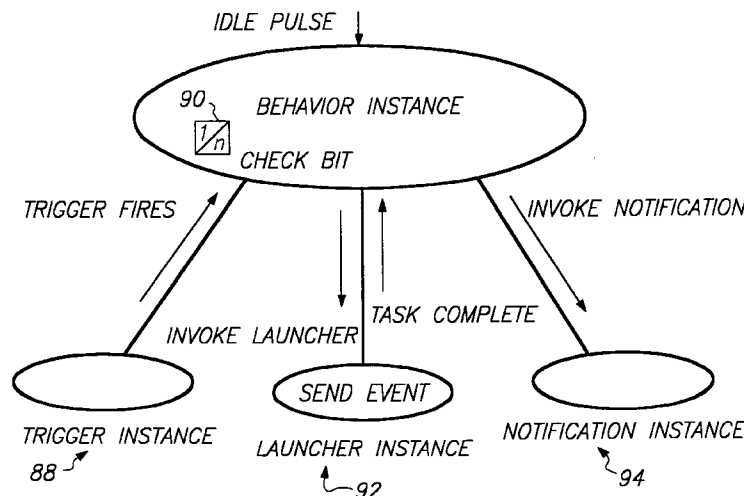 IDLE PULSE
BEHAVIOR INSTANCE
90
1/n
CHECK BIT
TRIGGER FIRES
INVOKE NOTIFICATION
INVOKE LAUNCHER
TASK COMPLETE
SEND EVENT
TRIGGER INSTANCE
LAUNCHER INSTANCE
NOTIFICATION INSTANCE
88
92
94